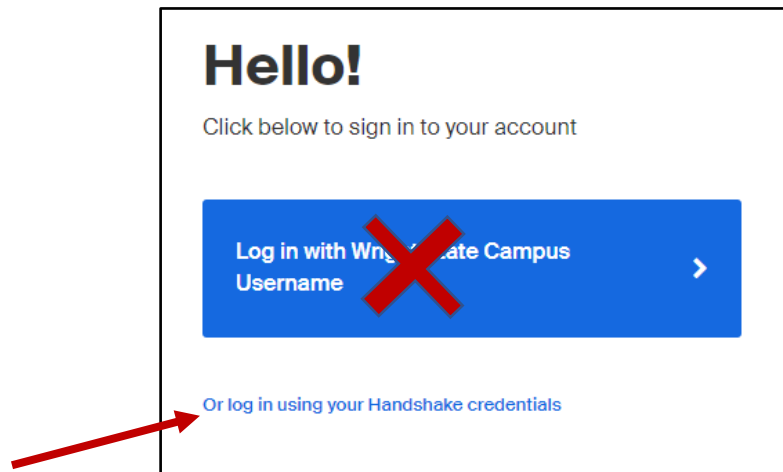 Hello!
Click below to sign in to your account
Log in with Campus
Username
Or log in using your Handshake credentials